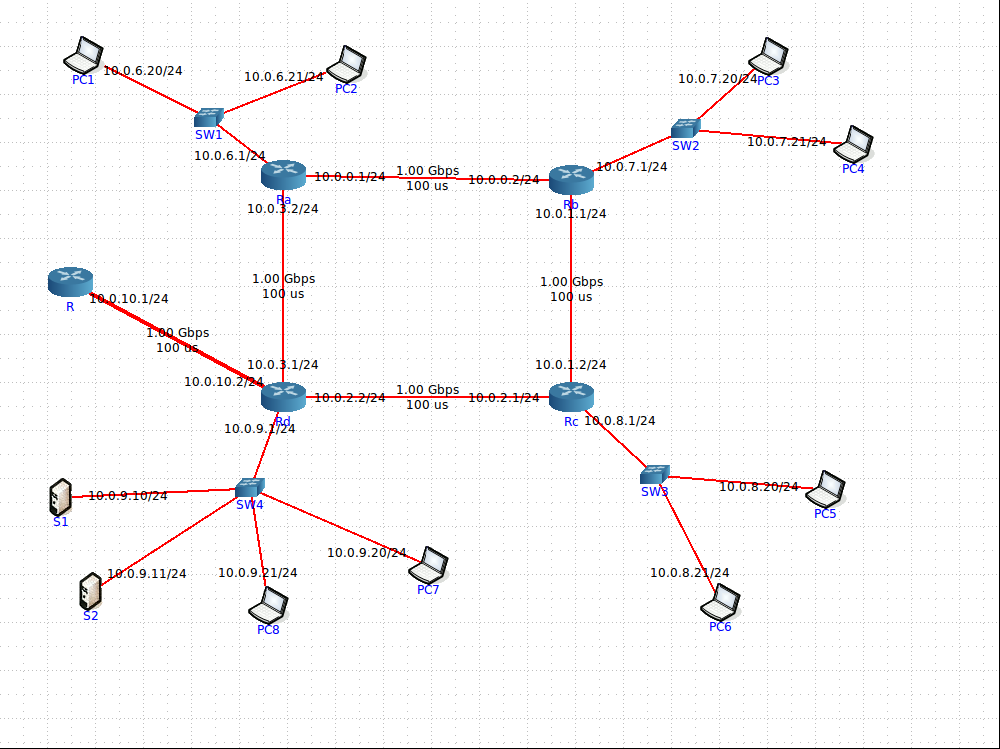 10.0.6.20/24
PC1
10.0.6.21/24
PC2
SW1
10.0.6.1/24
10.0.7.20/24
PC3
SW2
10.0.7.21/24
PC4
10.0.7.1/24
Ra
10.0.0.1/24
1.00 Gbps
100 us
10.0.0.2/24
Rb
10.0.3.2/24
10.0.1.1/24
1.00 Gbps
100 us
1.00 Gbps
100 us
R
10.0.10.1/24
1.00 Gbps
100 us
10.0.10.2/24
10.0.3.1/24
10.0.1.2/24
Rd
10.0.2.2/24
1.00 Gbps
100 us
10.0.2.1/24
Rc
10.0.8.1/24
10.0.9.1/24
SW4
SW3
10.0.8.20/24
PC5
10.0.9.10/24
S1
10.0.9.11/24
S2
10.0.9.21/24
PC8
10.0.9.20/24
PC7
10.0.8.21/24
PC6